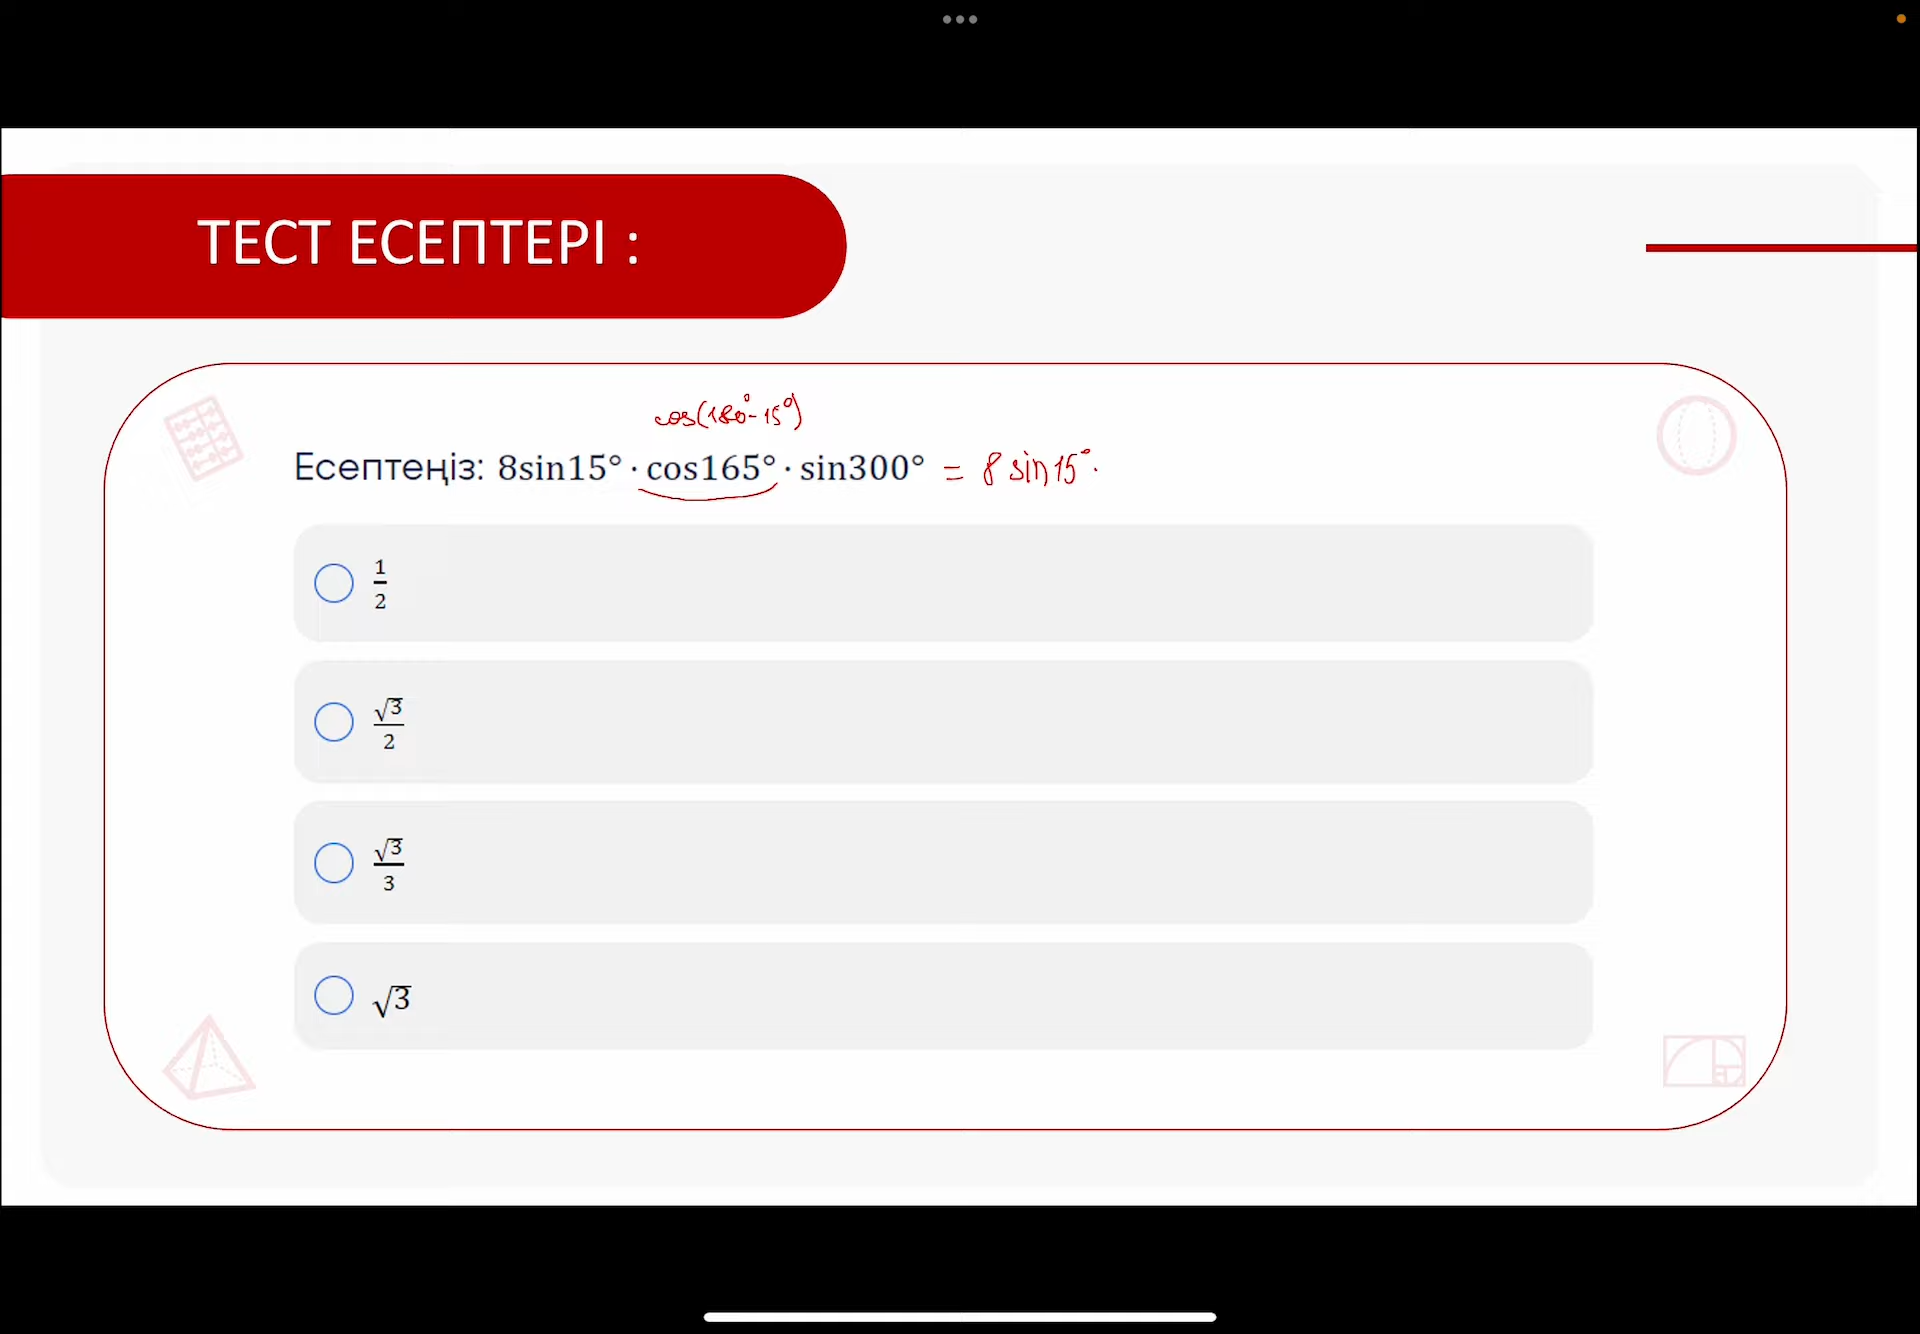 ТЕСТ ЕСЕПТЕРІ :
cos(180°-15°)
Есептеңіз: 8sin15° · cos165° · sin300° = 8 sin15°·
1/2
√3/2
√3/3
√3